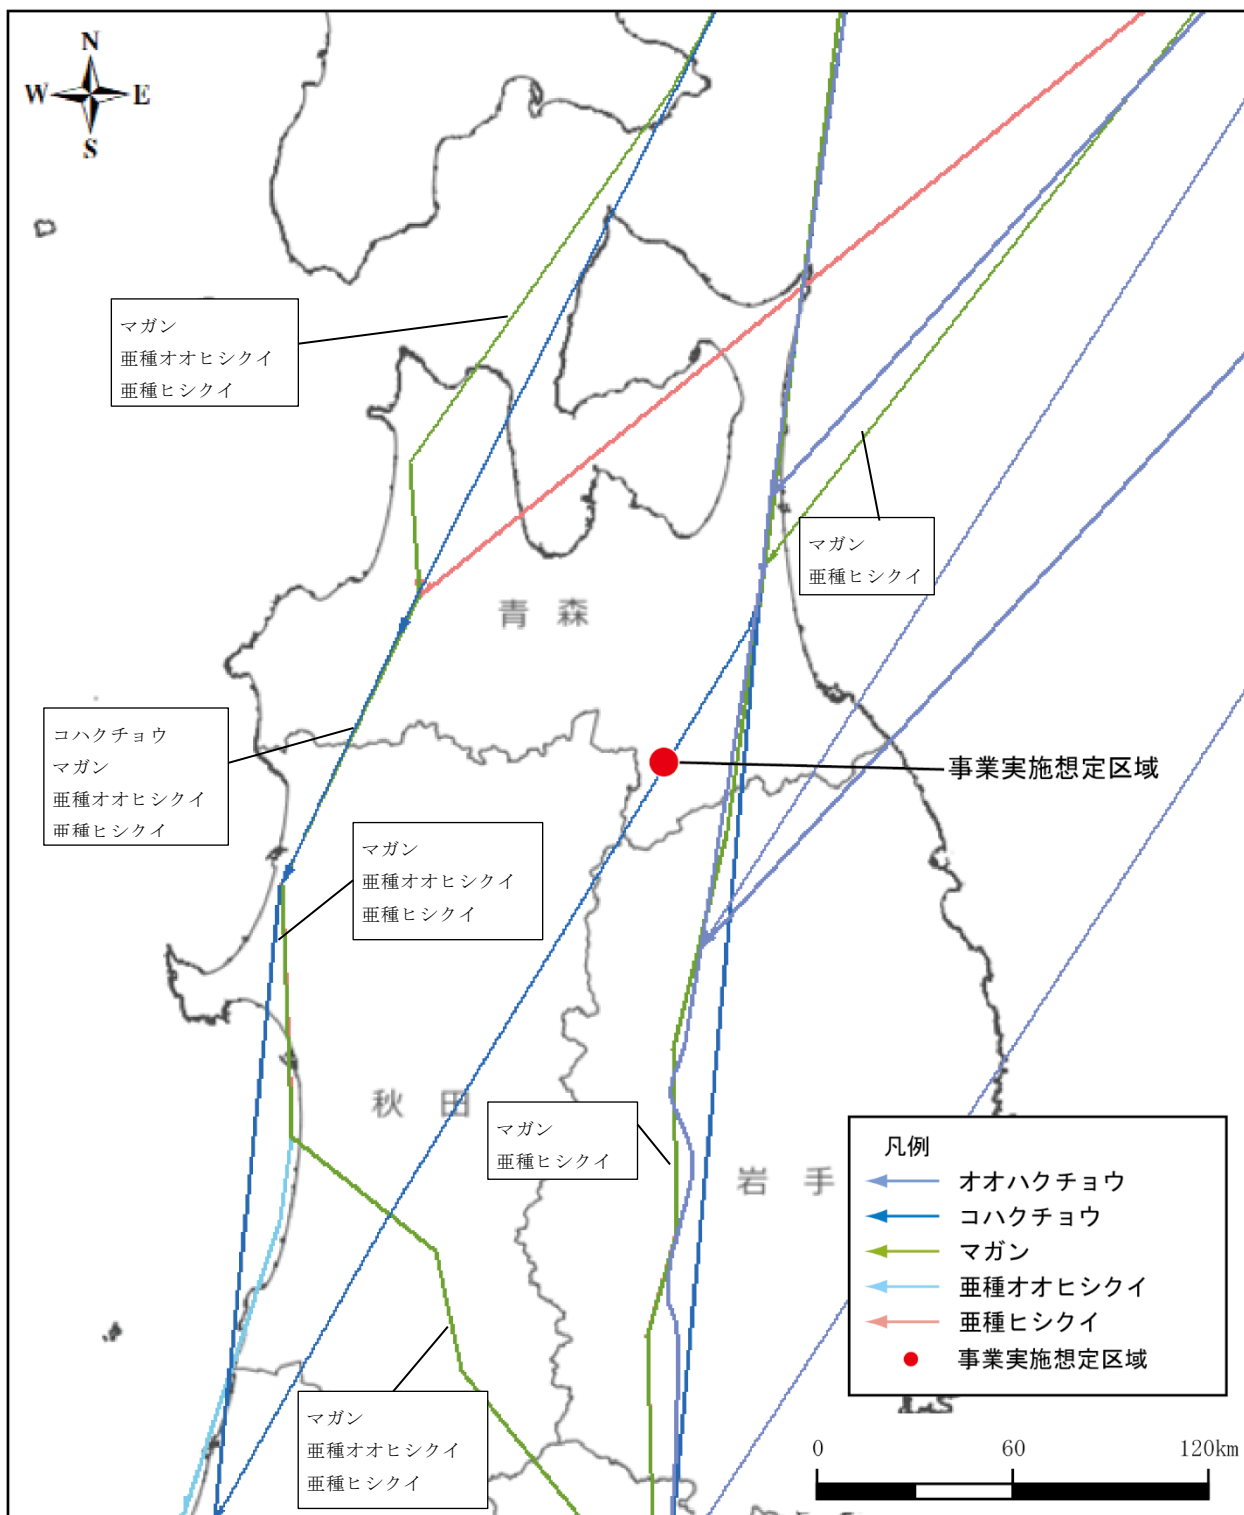 N
W E
S
マガン
亜種オオヒシクイ
亜種ヒシクイ
マガン
亜種ヒシクイ
青 森
コハクチョウ
マガン
亜種オオヒシクイ
亜種ヒシクイ
事業実施想定区域
マガン
亜種オオヒシクイ
亜種ヒシクイ
秋 田
マガン
亜種ヒシクイ
岩 手
凡例
オオハクチョウ
コハクチョウ
マガン
亜種オオヒシクイ
亜種ヒシクイ
事業実施想定区域
マガン
亜種オオヒシクイ
亜種ヒシクイ
0 60 120km